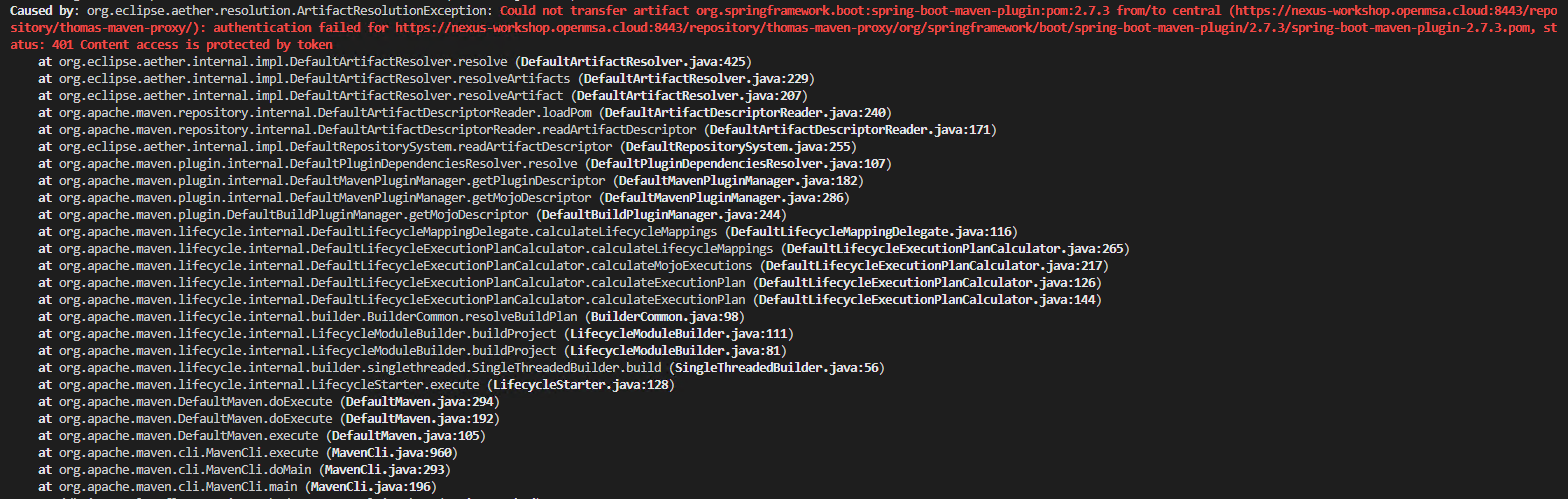 Caused by: org.eclipse.aether.resolution.ArtifactResolutionException: Could not transfer artifact org.springframework.boot:spring-boot-maven-plugin:pom:2.7.3 from/to central (https://nexus-workshop.openmsa.cloud:8443/repo
sitory/thomas-maven-proxy/): authentication failed for https://nexus-workshop.openmsa.cloud:8443/repository/thomas-maven-proxy/org/springframework/boot/spring-boot-maven-plugin/2.7.3/spring-boot-maven-plugin-2.7.3.pom, st
atus: 401 Content access is protected by token
at org.eclipse.aether.internal.impl.DefaultArtifactResolver.resolve (DefaultArtifactResolver.java:425)
at org.eclipse.aether.internal.impl.DefaultArtifactResolver.resolveArtifacts (DefaultArtifactResolver.java:229)
at org.eclipse.aether.internal.impl.DefaultArtifactResolver.resolveArtifact (DefaultArtifactResolver.java:207)
at org.apache.maven.repository.internal.DefaultArtifactDescriptorReader.loadPom (DefaultArtifactDescriptorReader.java:240)
at org.apache.maven.repository.internal.DefaultArtifactDescriptorReader.readArtifactDescriptor (DefaultArtifactDescriptorReader.java:171)
at org.eclipse.aether.internal.impl.DefaultRepositorySystem.readArtifactDescriptor (DefaultRepositorySystem.java:255)
at org.apache.maven.plugin.internal.DefaultPluginDependenciesResolver.resolve (DefaultPluginDependenciesResolver.java:107)
at org.apache.maven.plugin.internal.DefaultMavenPluginManager.getPluginDescriptor (DefaultMavenPluginManager.java:182)
at org.apache.maven.plugin.internal.DefaultMavenPluginManager.getMojoDescriptor (DefaultMavenPluginManager.java:286)
at org.apache.maven.plugin.DefaultBuildPluginManager.getMojoDescriptor (DefaultBuildPluginManager.java:244)
at org.apache.maven.lifecycle.internal.DefaultLifecycleMappingDelegate.calculateLifecycleMappings (DefaultLifecycleMappingDelegate.java:116)
at org.apache.maven.lifecycle.internal.DefaultLifecycleExecutionPlanCalculator.calculateLifecycleMappings (DefaultLifecycleExecutionPlanCalculator.java:265)
at org.apache.maven.lifecycle.internal.DefaultLifecycleExecutionPlanCalculator.calculateMojoExecutions (DefaultLifecycleExecutionPlanCalculator.java:217)
at org.apache.maven.lifecycle.internal.DefaultLifecycleExecutionPlanCalculator.calculateExecutionPlan (DefaultLifecycleExecutionPlanCalculator.java:126)
at org.apache.maven.lifecycle.internal.DefaultLifecycleExecutionPlanCalculator.calculateExecutionPlan (DefaultLifecycleExecutionPlanCalculator.java:144)
at org.apache.maven.lifecycle.internal.builder.BuilderCommon.resolveBuildPlan (BuilderCommon.java:98)
at org.apache.maven.lifecycle.internal.LifecycleModuleBuilder.buildProject (LifecycleModuleBuilder.java:111)
at org.apache.maven.lifecycle.internal.LifecycleModuleBuilder.buildProject (LifecycleModuleBuilder.java:81)
at org.apache.maven.lifecycle.internal.builder.singlethreaded.SingleThreadedBuilder.build (SingleThreadedBuilder.java:56)
at org.apache.maven.lifecycle.internal.LifecycleStarter.execute (LifecycleStarter.java:128)
at org.apache.maven.DefaultMaven.doExecute (DefaultMaven.java:294)
at org.apache.maven.DefaultMaven.doExecute (DefaultMaven.java:192)
at org.apache.maven.DefaultMaven.execute (DefaultMaven.java:105)
at org.apache.maven.cli.MavenCli.execute (MavenCli.java:960)
at org.apache.maven.cli.MavenCli.doMain (MavenCli.java:293)
at org.apache.maven.cli.MavenCli.main (MavenCli.java:196)